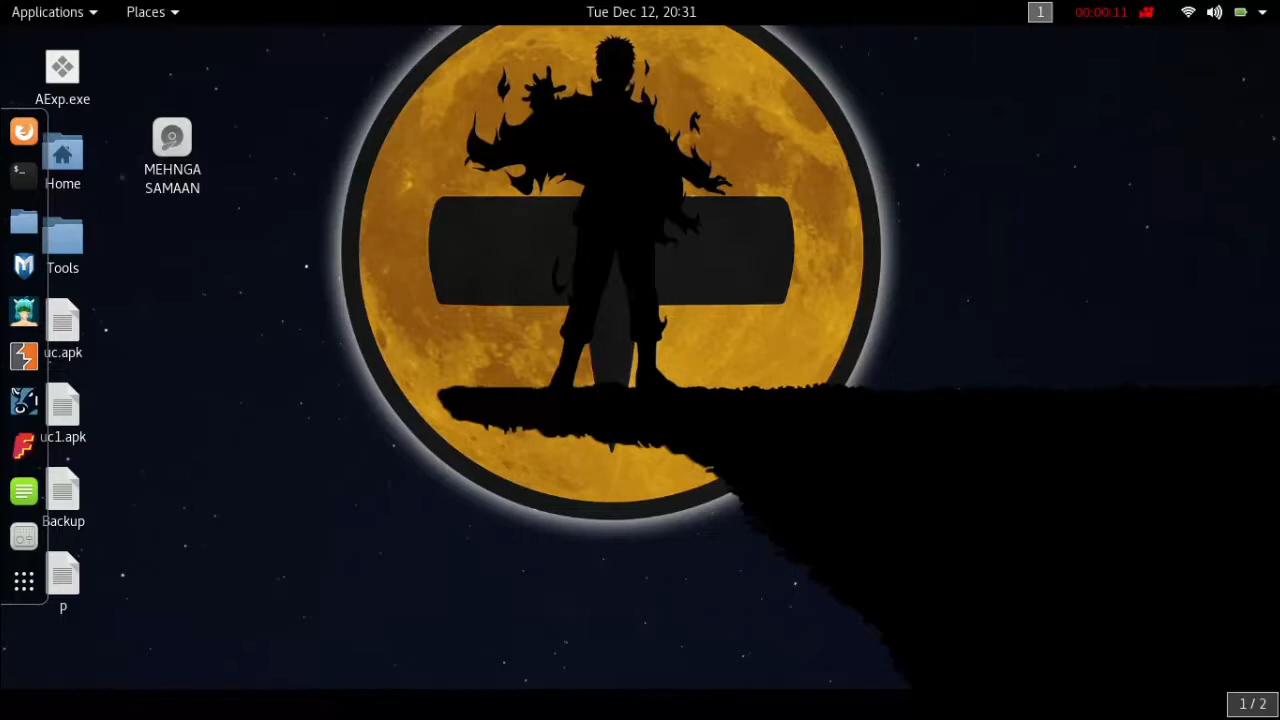 Applications
Places
Tue Dec 12, 20:31
1
00:00:11
AExp.exe
$_
Home
MEHNGA
SAMAAN
Tools
uc.apk
uc1.apk
Backup
p
1 / 2